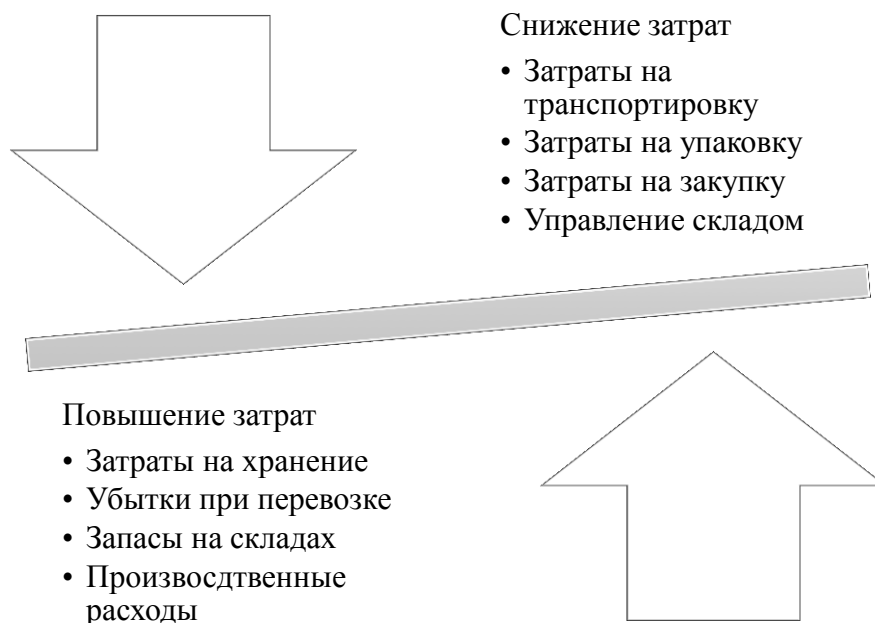 Снижение затрат
• Затраты на
транспортировку
• Затраты на упаковку
• Затраты на закупку
• Управление складом
Повышение затрат
• Затраты на хранение
• Убытки при перевозке
• Запасы на складах
• Произвосдтвенные
расходы